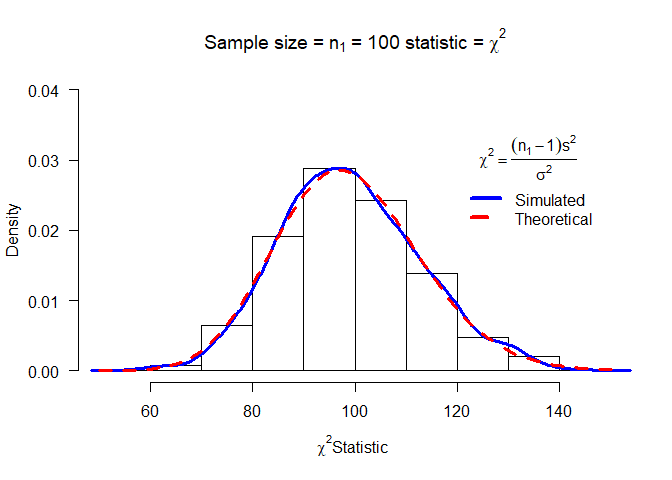 Sample size = n₁ = 100 statistic = χ²
0.04
0.03
0.02
0.01
0.00
Density
χ² = (n₁ − 1)s² / σ²
Simulated
Theoretical
60 80 100 120 140
χ²Statistic